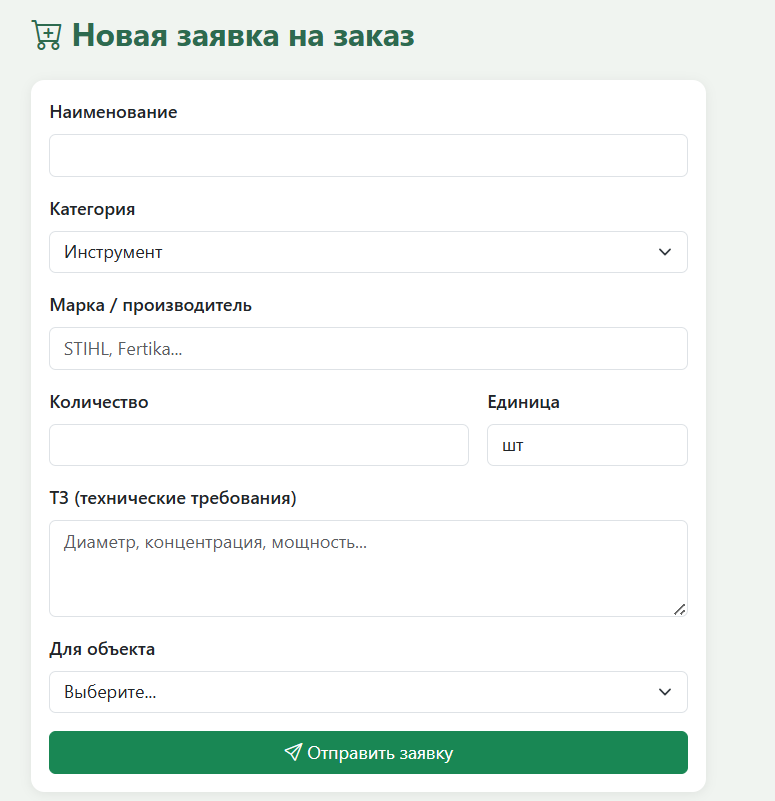 Новая заявка на заказ
Наименование
Категория
Инструмент
Марка / производитель
STIHL, Fertika...
Количество
Единица
шт
ТЗ (технические требования)
Диаметр, концентрация, мощность...
Для объекта
Выберите...
Отправить заявку